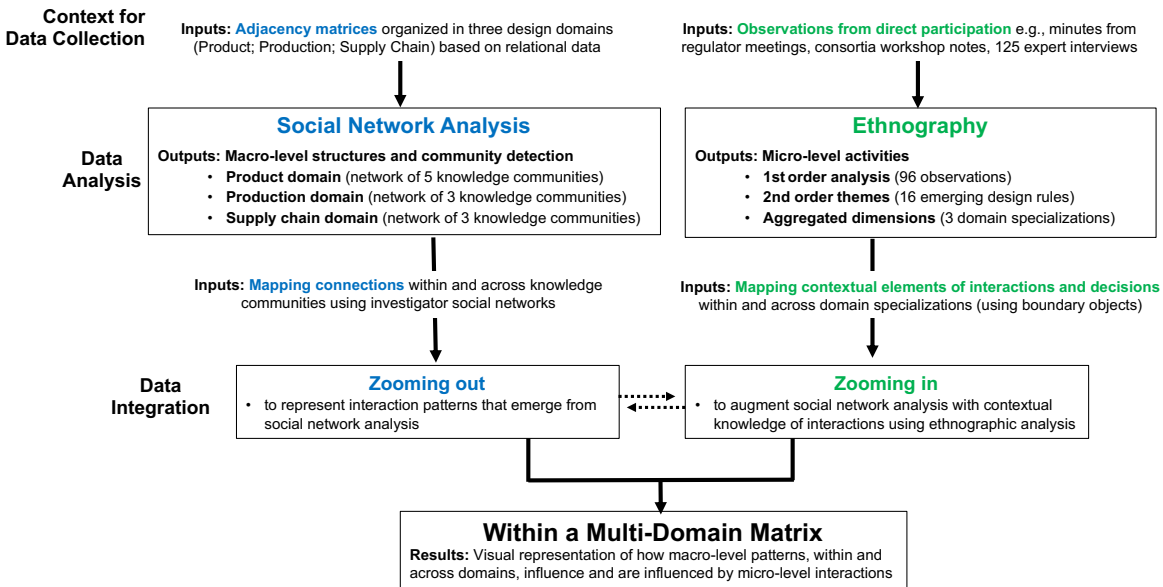 Context for
Data Collection
Inputs: Adjacency matrices organized in three design domains
(Product; Production; Supply Chain) based on relational data
Inputs: Observations from direct participation e.g., minutes from
regulator meetings, consortia workshop notes, 125 expert interviews
Data
Analysis
Social Network Analysis
Outputs: Macro-level structures and community detection
• Product domain (network of 5 knowledge communities)
• Production domain (network of 3 knowledge communities)
• Supply chain domain (network of 3 knowledge communities)
Ethnography
Outputs: Micro-level activities
• 1st order analysis (96 observations)
• 2nd order themes (16 emerging design rules)
• Aggregated dimensions (3 domain specializations)
Inputs: Mapping connections within and across knowledge
communities using investigator social networks
Inputs: Mapping contextual elements of interactions and decisions
within and across domain specializations (using boundary objects)
Data
Integration
Zooming out
• to represent interaction patterns that emerge from
social network analysis
Zooming in
• to augment social network analysis with contextual
knowledge of interactions using ethnographic analysis
Within a Multi-Domain Matrix
Results: Visual representation of how macro-level patterns, within and
across domains, influence and are influenced by micro-level interactions